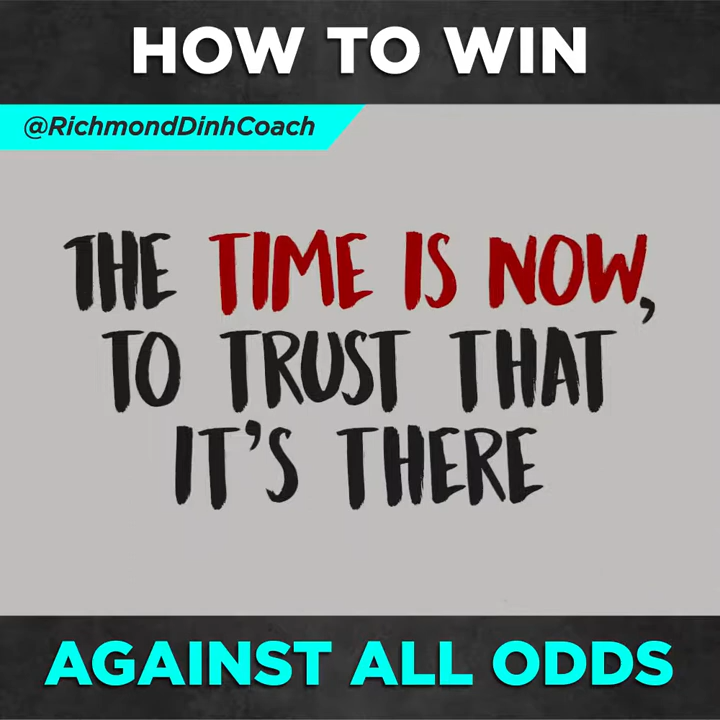 HOW TO WIN
@RichmondDinhCoach
THE TIME IS NOW,
TO TRUST THAT
IT'S THERE
AGAINST ALL ODDS